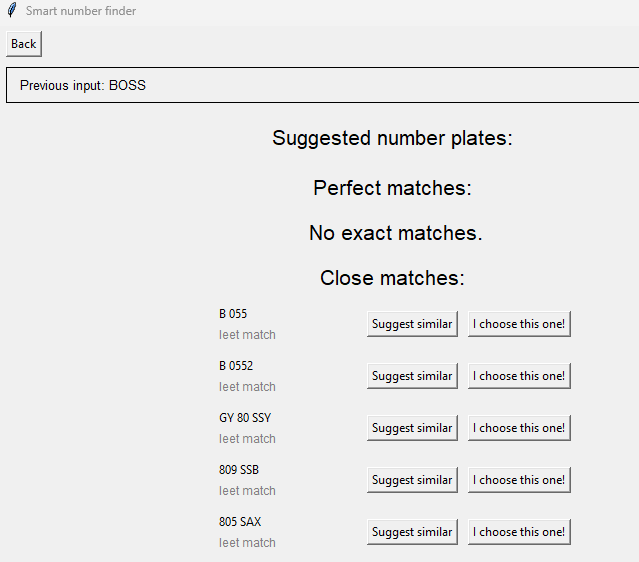 Smart number finder
Back
Previous input: BOSS
Suggested number plates:
Perfect matches:
No exact matches.
Close matches:
B 055
leet match
Suggest similar
I choose this one!
B 0552
leet match
Suggest similar
I choose this one!
GY 80 SSY
leet match
Suggest similar
I choose this one!
809 SSB
leet match
Suggest similar
I choose this one!
805 SAX
leet match
Suggest similar
I choose this one!